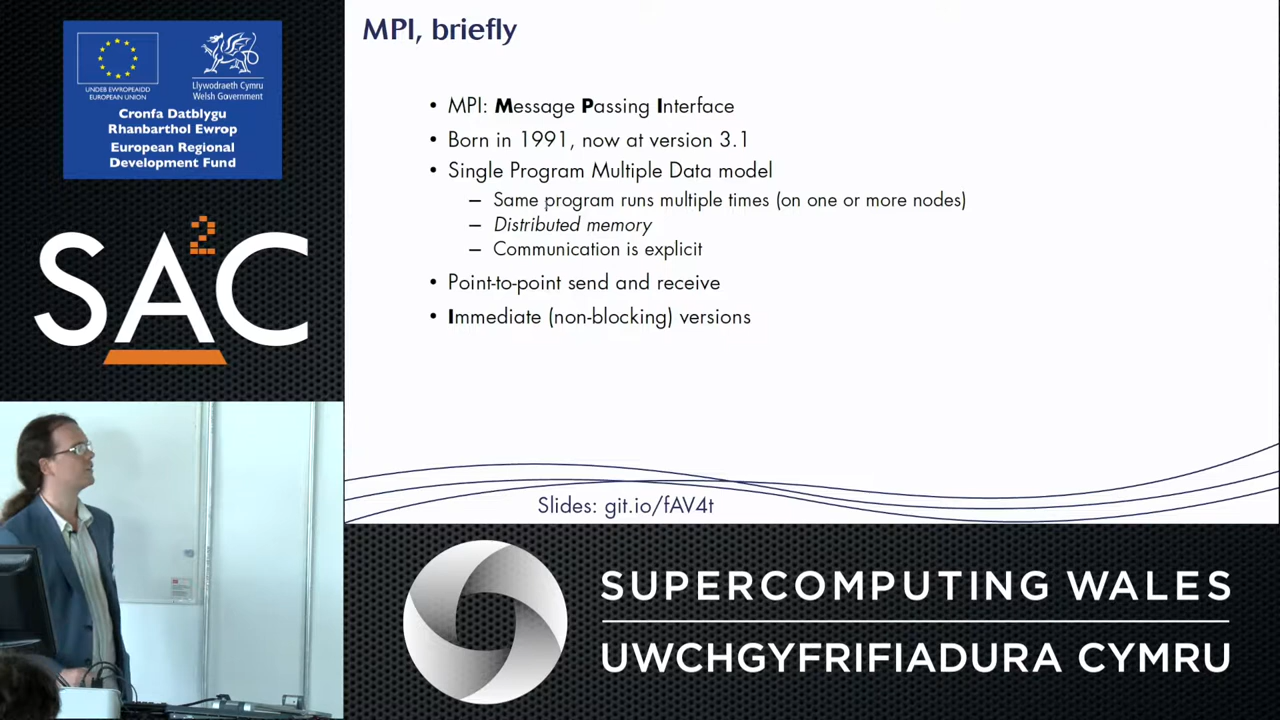 UNDEB EWROPEAIDD
EUROPEAN UNION
Llywodraeth Cymru
Welsh Government
Cronfa Datblygu
Rhanbarthol Ewrop
European Regional
Development Fund
SA2C
MPI, briefly
• MPI: Message Passing Interface
• Born in 1991, now at version 3.1
• Single Program Multiple Data model
– Same program runs multiple times (on one or more nodes)
– Distributed memory
– Communication is explicit
• Point-to-point send and receive
• Immediate (non-blocking) versions
Slides: git.io/fAV4t
SUPERCOMPUTING WALES
UWCHGYFRIFIADURA CYMRU